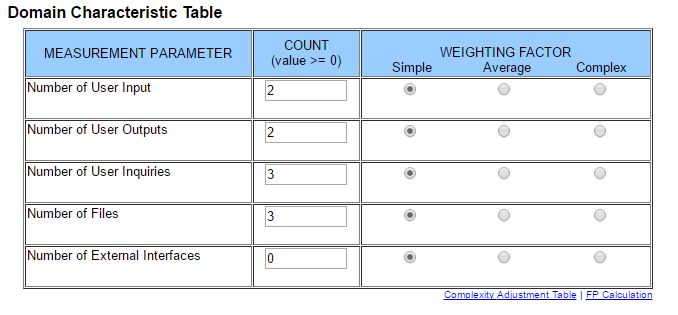 Domain Characteristic Table
MEASUREMENT PARAMETER
COUNT
(value >= 0)
WEIGHTING FACTOR
Simple Average Complex
Number of User Input 2
Number of User Outputs 2
Number of User Inquiries 3
Number of Files 3
Number of External Interfaces 0
Complexity Adjustment Table | FP Calculation